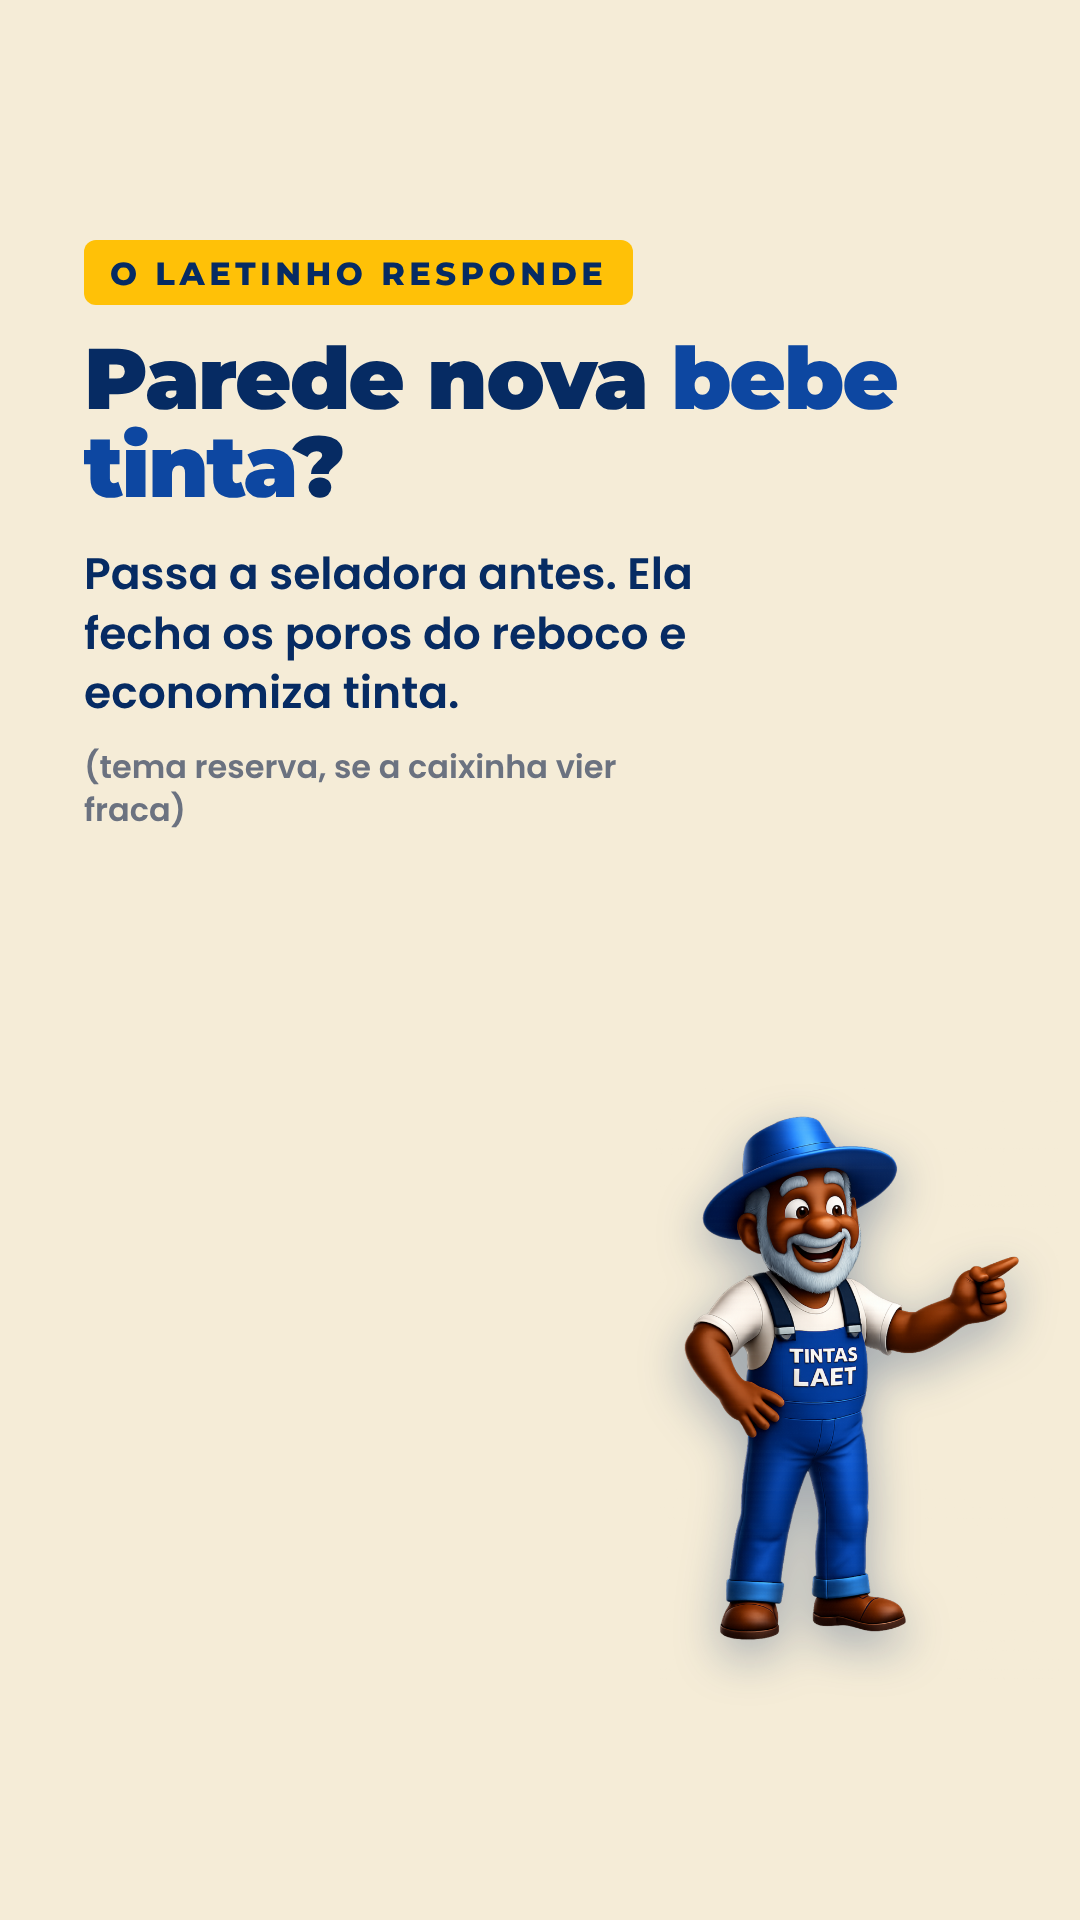 O LAETINHO RESPONDE
Parede nova bebe
tinta?
Passa a seladora antes. Ela
fecha os poros do reboco e
economiza tinta.
(tema reserva, se a caixinha vier
fraca)
TINTAS
LAET